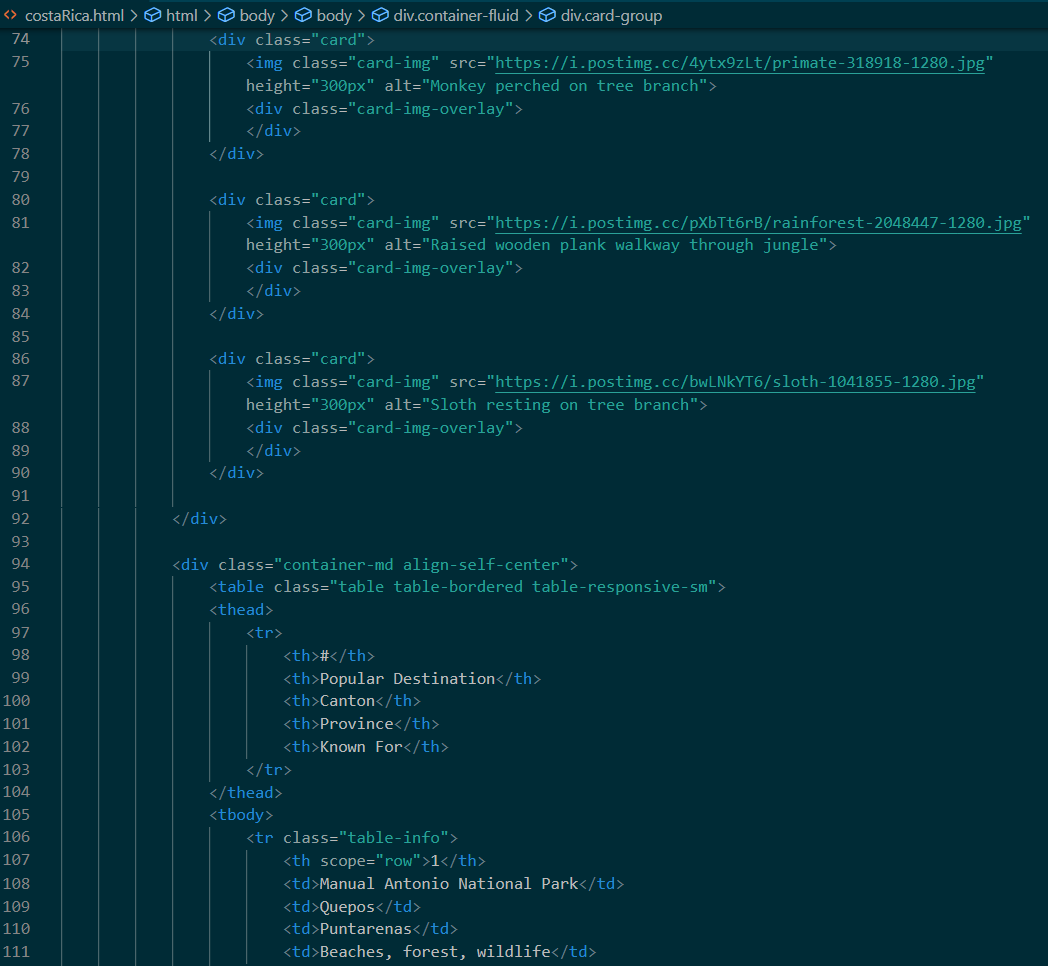 costaRica.html > html > body > body > div.container-fluid > div.card-group
74 <div class="card">
75 <img class="card-img" src="https://i.postimg.cc/4ytx9zLt/primate-318918-1280.jpg"
height="300px" alt="Monkey perched on tree branch">
76 <div class="card-img-overlay">
77 </div>
78 </div>
79
80 <div class="card">
81 <img class="card-img" src="https://i.postimg.cc/pXbTt6rB/rainforest-2048447-1280.jpg"
height="300px" alt="Raised wooden plank walkway through jungle">
82 <div class="card-img-overlay">
83 </div>
84 </div>
85
86 <div class="card">
87 <img class="card-img" src="https://i.postimg.cc/bwLNkYT6/sloth-1041855-1280.jpg"
height="300px" alt="Sloth resting on tree branch">
88 <div class="card-img-overlay">
89 </div>
90 </div>
91
92 </div>
93
94 <div class="container-md align-self-center">
95 <table class="table table-bordered table-responsive-sm">
96 <thead>
97 <tr>
98 <th>#</th>
99 <th>Popular Destination</th>
100 <th>Canton</th>
101 <th>Province</th>
102 <th>Known For</th>
103 </tr>
104 </thead>
105 <tbody>
106 <tr class="table-info">
107 <th scope="row">1</th>
108 <td>Manual Antonio National Park</td>
109 <td>Quepos</td>
110 <td>Puntarenas</td>
111 <td>Beaches, forest, wildlife</td>